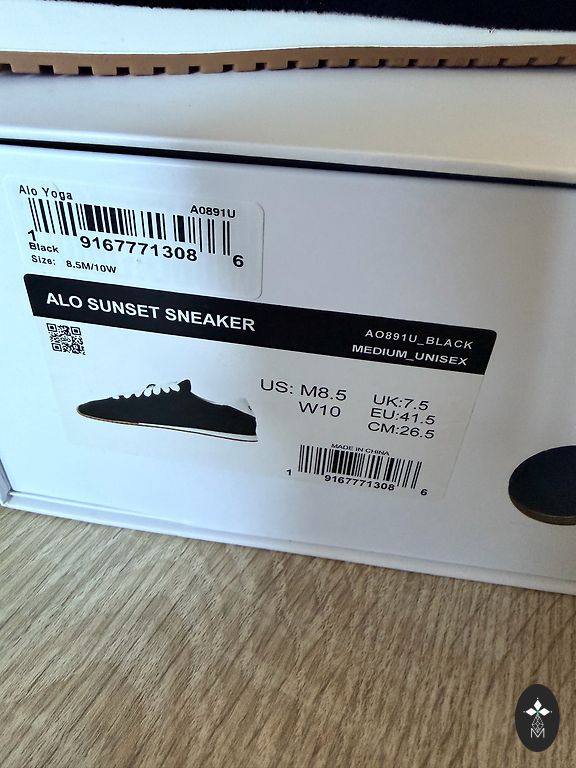 Alo Yoga
A0891U
1 9167771308 6
Black
Size: 8.5M/10W
ALO SUNSET SNEAKER
AO891U_BLACK
MEDIUM_UNISEX
US: M8.5
W10
UK:7.5
EU:41.5
CM:26.5
MADE IN CHINA
1 9167771308 6
M